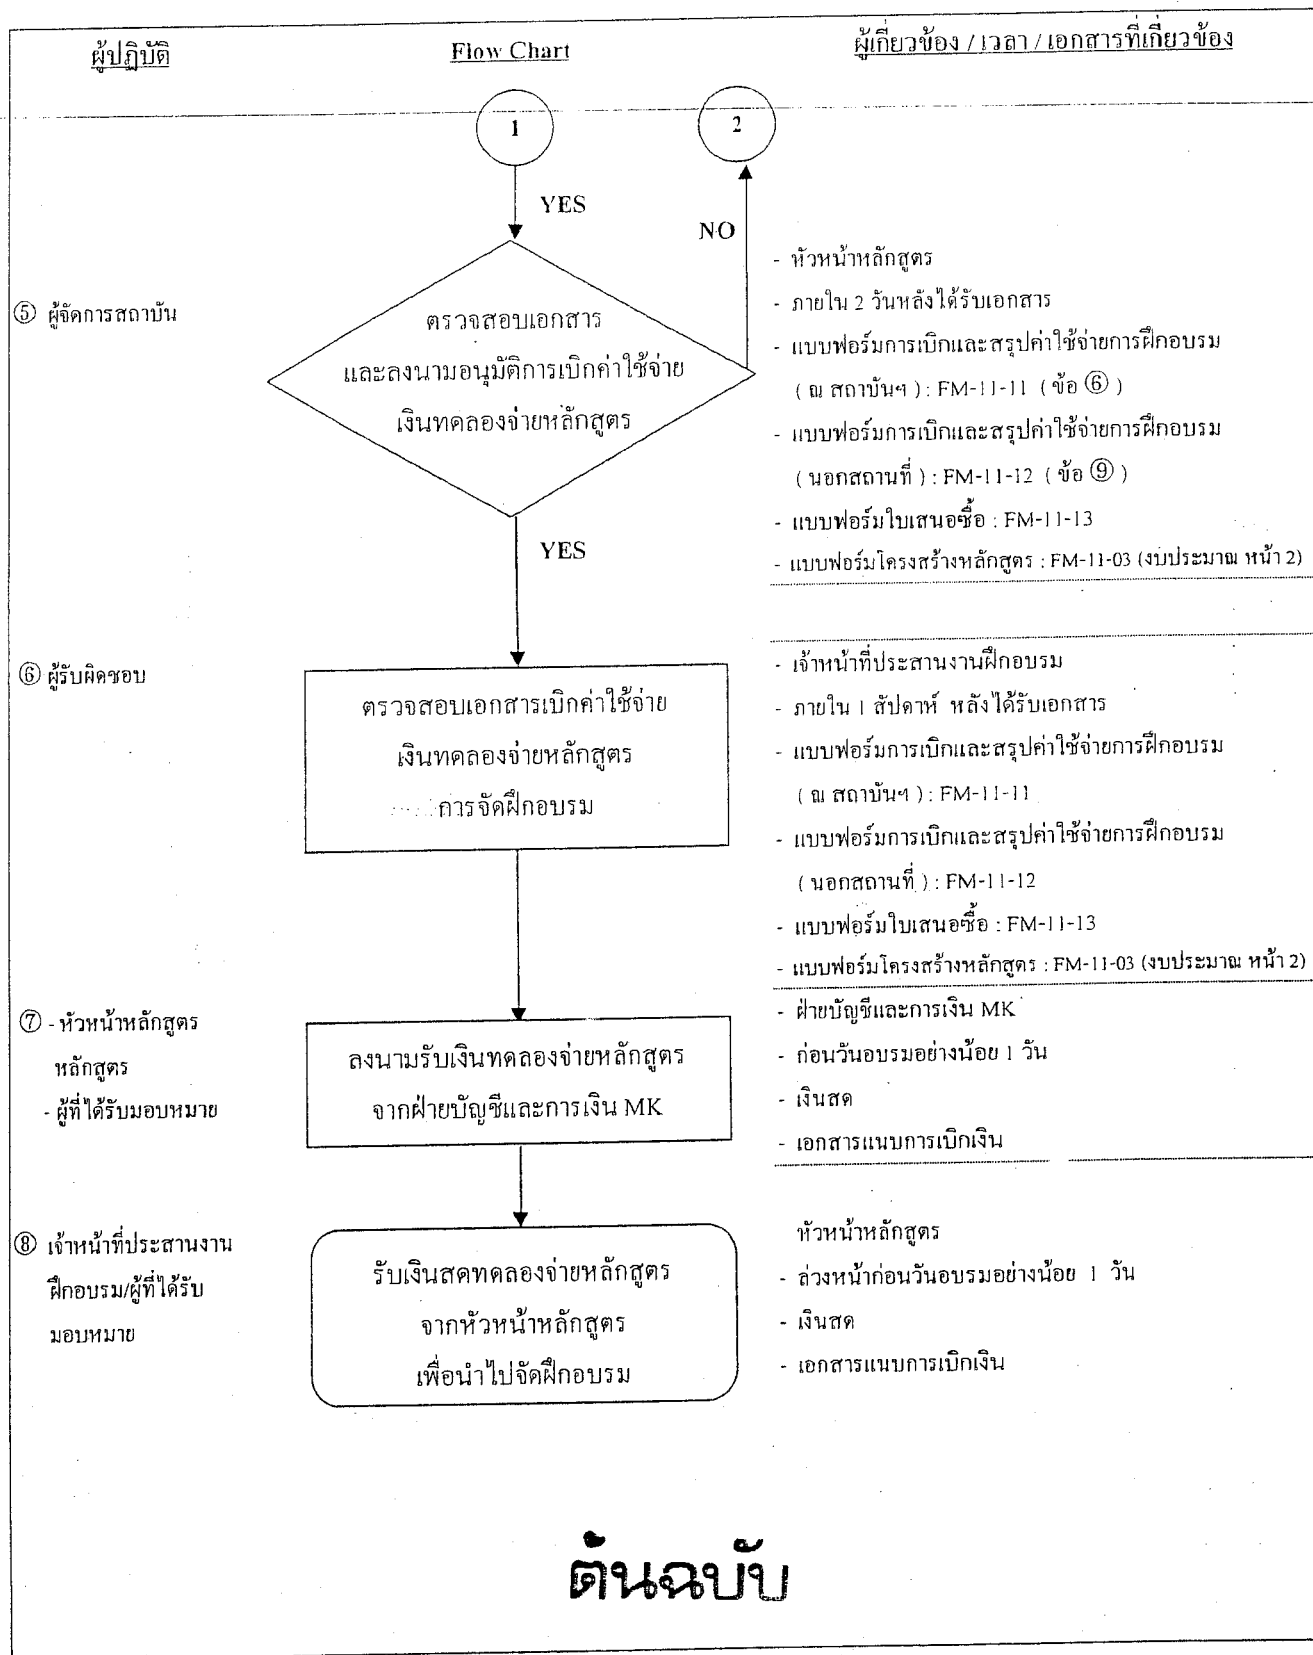 ผู้ปฏิบัติ
Flow Chart
ผู้เกี่ยวข้อง / เวลา / เอกสารที่เกี่ยวข้อง
1
2
YES
NO
⑤ ผู้จัดการสถาบัน
ตรวจสอบเอกสาร
และลงนามอนุมัติการเบิกค่าใช้จ่าย
เงินทดลองจ่ายหลักสูตร
- หัวหน้าหลักสูตร
- ภายใน 2 วันหลังได้รับเอกสาร
- แบบฟอร์มการเบิกและสรุปค่าใช้จ่ายการฝึกอบรม
( ณ สถาบันฯ ) : FM-11-11 ( ข้อ ⑥ )
- แบบฟอร์มการเบิกและสรุปค่าใช้จ่ายการฝึกอบรม
( นอกสถานที่ ) : FM-11-12 ( ข้อ ⑨ )
- แบบฟอร์มใบเสนอซื้อ : FM-11-13
- แบบฟอร์มโครงสร้างหลักสูตร : FM-11-03 (งบประมาณ หน้า 2)
YES
⑥ ผู้รับผิดชอบ
ตรวจสอบเอกสารเบิกค่าใช้จ่าย
เงินทดลองจ่ายหลักสูตร
การจัดฝึกอบรม
- เจ้าหน้าที่ประสานงานฝึกอบรม
- ภายใน 1 สัปดาห์ หลังได้รับเอกสาร
- แบบฟอร์มการเบิกและสรุปค่าใช้จ่ายการฝึกอบรม
( ณ สถาบันฯ ) : FM-11-11
- แบบฟอร์มการเบิกและสรุปค่าใช้จ่ายการฝึกอบรม
( นอกสถานที่ ) : FM-11-12
- แบบฟอร์มใบเสนอซื้อ : FM-11-13
- แบบฟอร์มโครงสร้างหลักสูตร : FM-11-03 (งบประมาณ หน้า 2)
⑦ - หัวหน้าหลักสูตร
หลักสูตร
- ผู้ที่ได้รับมอบหมาย
ลงนามรับเงินทดลองจ่ายหลักสูตร
จากฝ่ายบัญชีและการเงิน MK
- ฝ่ายบัญชีและการเงิน MK
- ก่อนวันอบรมอย่างน้อย 1 วัน
- เงินสด
- เอกสารแนบการเบิกเงิน
⑧ เจ้าหน้าที่ประสานงาน
ฝึกอบรม/ผู้ที่ได้รับ
มอบหมาย
รับเงินสดทดลองจ่ายหลักสูตร
จากหัวหน้าหลักสูตร
เพื่อนำไปจัดฝึกอบรม
หัวหน้าหลักสูตร
- ล่วงหน้าก่อนวันอบรมอย่างน้อย 1 วัน
- เงินสด
- เอกสารแนบการเบิกเงิน
ต้นฉบับ